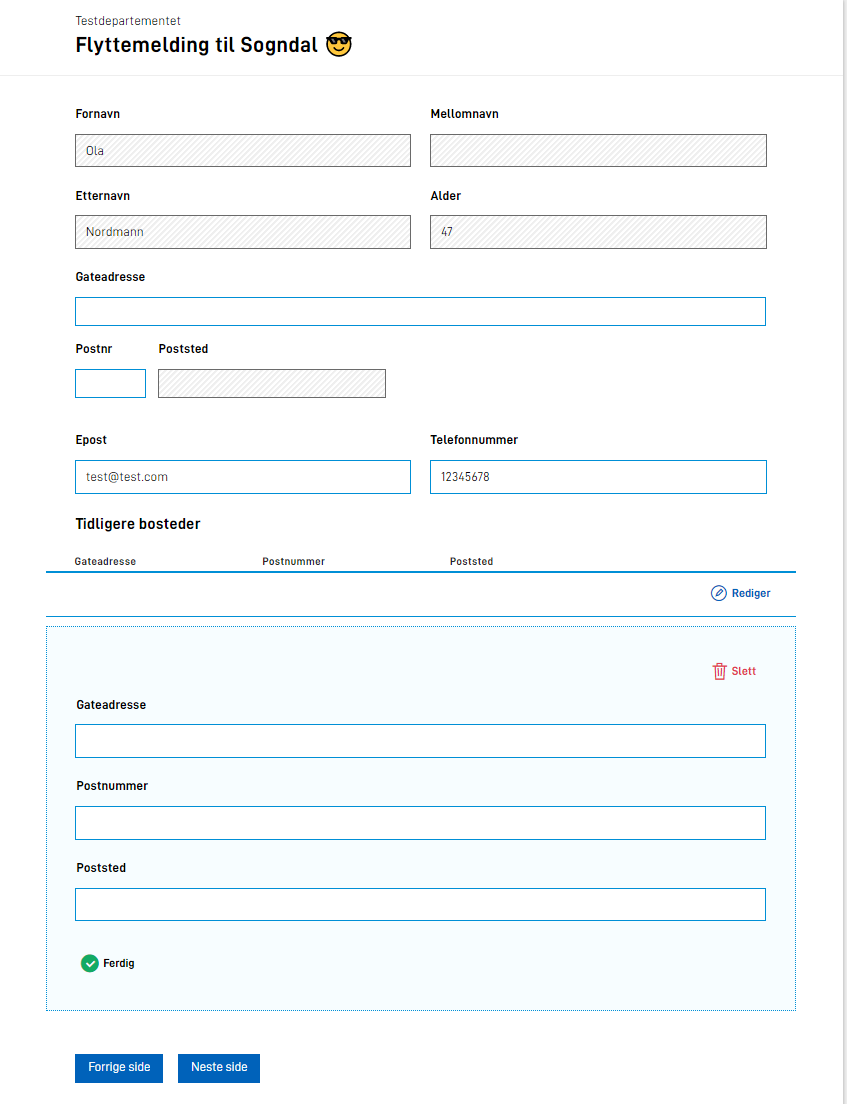 Testdepartementet
Flyttemelding til Sogndal 😎
Fornavn Mellomnavn
Ola
Etternavn Alder
Nordmann 47
Gateadresse
Postnr Poststed
Epost Telefonnummer
test@test.com 12345678
Tidligere bosteder
Gateadresse Postnummer Poststed
Rediger
Slett
Gateadresse
Postnummer
Poststed
Ferdig
Forrige side Neste side